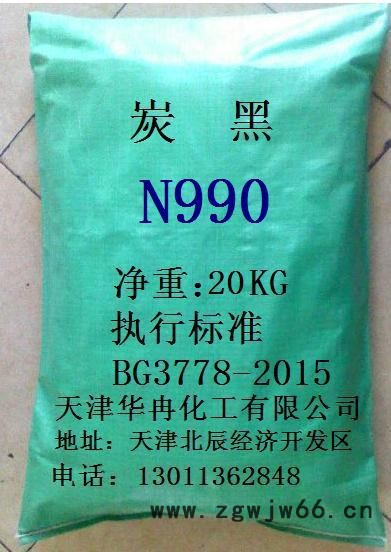 炭 黑
N990
净重:20KG
执行标准
BG3778-2015
天津华冉化工有限公司
地址：天津北辰经济开发区
电话：13011362848
www.zgwjw66.cn